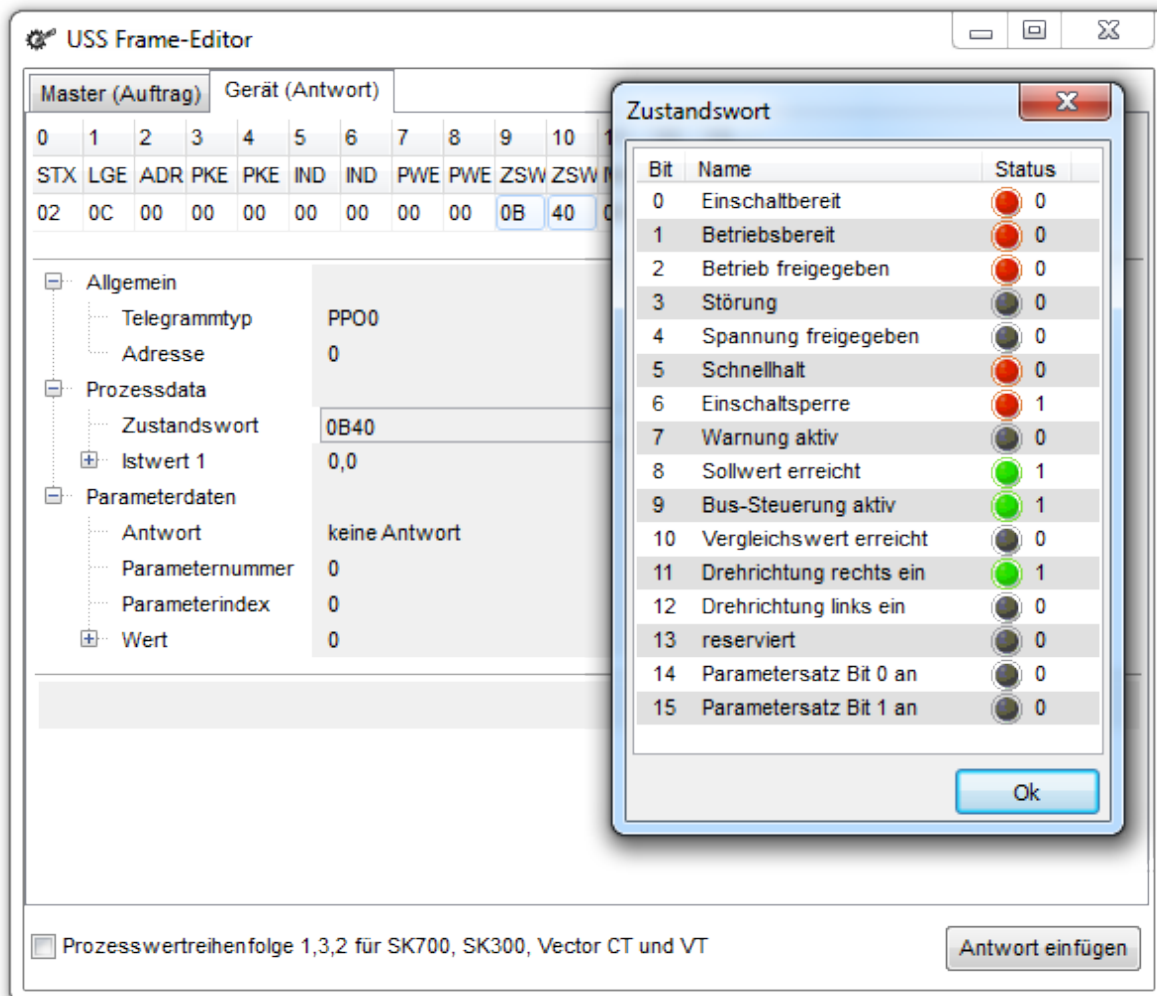 USS Frame-Editor
Master (Auftrag) Gerät (Antwort)
0 1 2 3 4 5 6 7 8 9 10
STX LGE ADR PKE PKE IND IND PWE PWE ZSW ZSW
02 0C 00 00 00 00 00 00 00 0B 40
Allgemein
Telegrammtyp PPO0
Adresse 0
Prozessdata
Zustandswort 0B40
Istwert 1 0,0
Parameterdaten
Antwort keine Antwort
Parameternummer 0
Parameterindex 0
Wert 0
Zustandswort
Bit Name Status
0 Einschaltbereit 0
1 Betriebsbereit 0
2 Betrieb freigegeben 0
3 Störung 0
4 Spannung freigegeben 0
5 Schnellhalt 0
6 Einschaltsperre 1
7 Warnung aktiv 0
8 Sollwert erreicht 1
9 Bus-Steuerung aktiv 1
10 Vergleichswert erreicht 0
11 Drehrichtung rechts ein 1
12 Drehrichtung links ein 0
13 reserviert 0
14 Parametersatz Bit 0 an 0
15 Parametersatz Bit 1 an 0
Ok
Prozesswertreihenfolge 1,3,2 für SK700, SK300, Vector CT und VT
Antwort einfügen